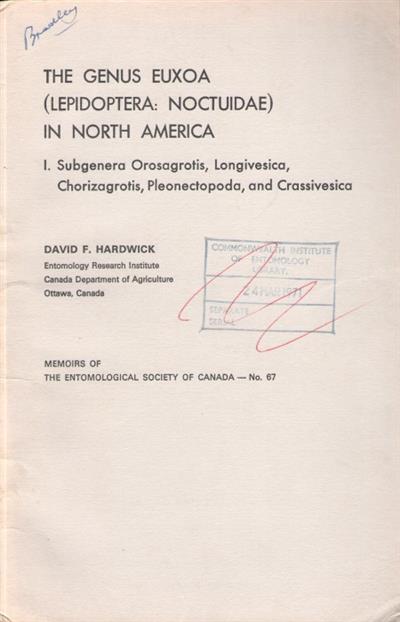 Bradley
THE GENUS EUXOA
(LEPIDOPTERA: NOCTUIDAE)
IN NORTH AMERICA
I. Subgenera Orosagrotis, Longivesica,
Chorizagrotis, Pleonectopoda, and Crassivesica
DAVID F. HARDWICK
Entomology Research Institute
Canada Department of Agriculture
Ottawa, Canada
COMMONWEALTH INSTITUTE
OF ENTOMOLOGY
LIBRARY.
24 MAR 1971
SEPARATE
SERIAL
MEMOIRS OF
THE ENTOMOLOGICAL SOCIETY OF CANADA — No. 67